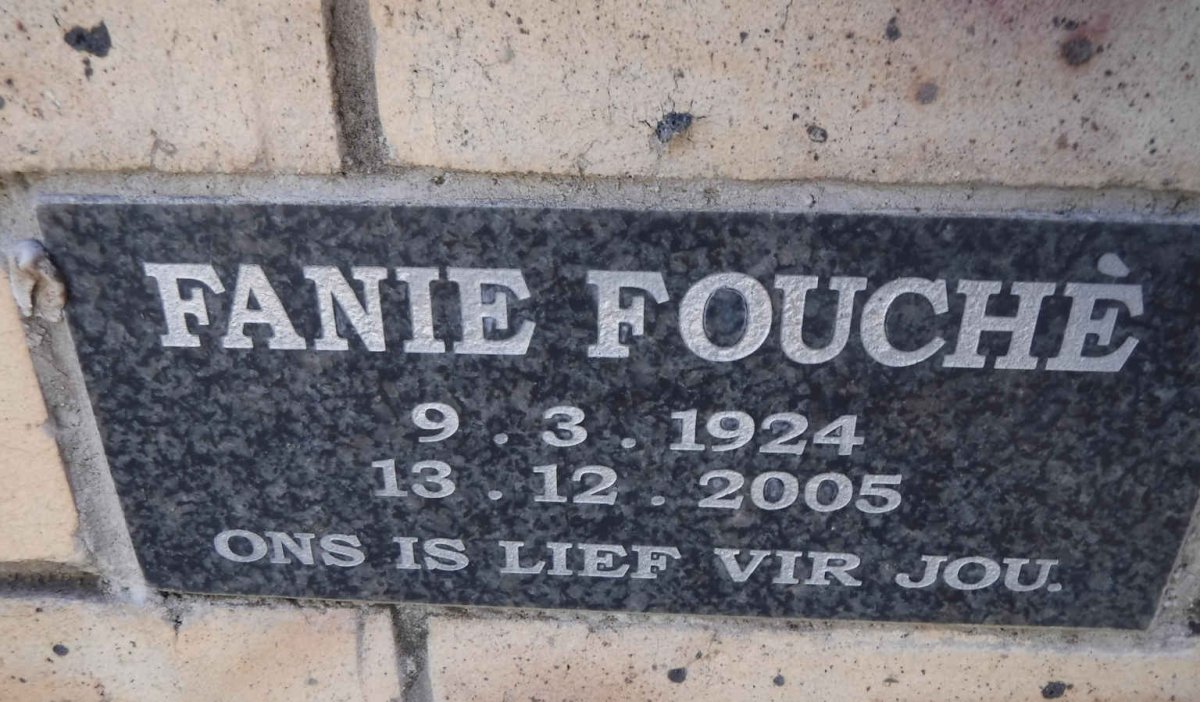 FANIE FOUCHÈ
9 . 3 . 1924
13 . 12 . 2005
ONS IS LIEF VIR JOU.